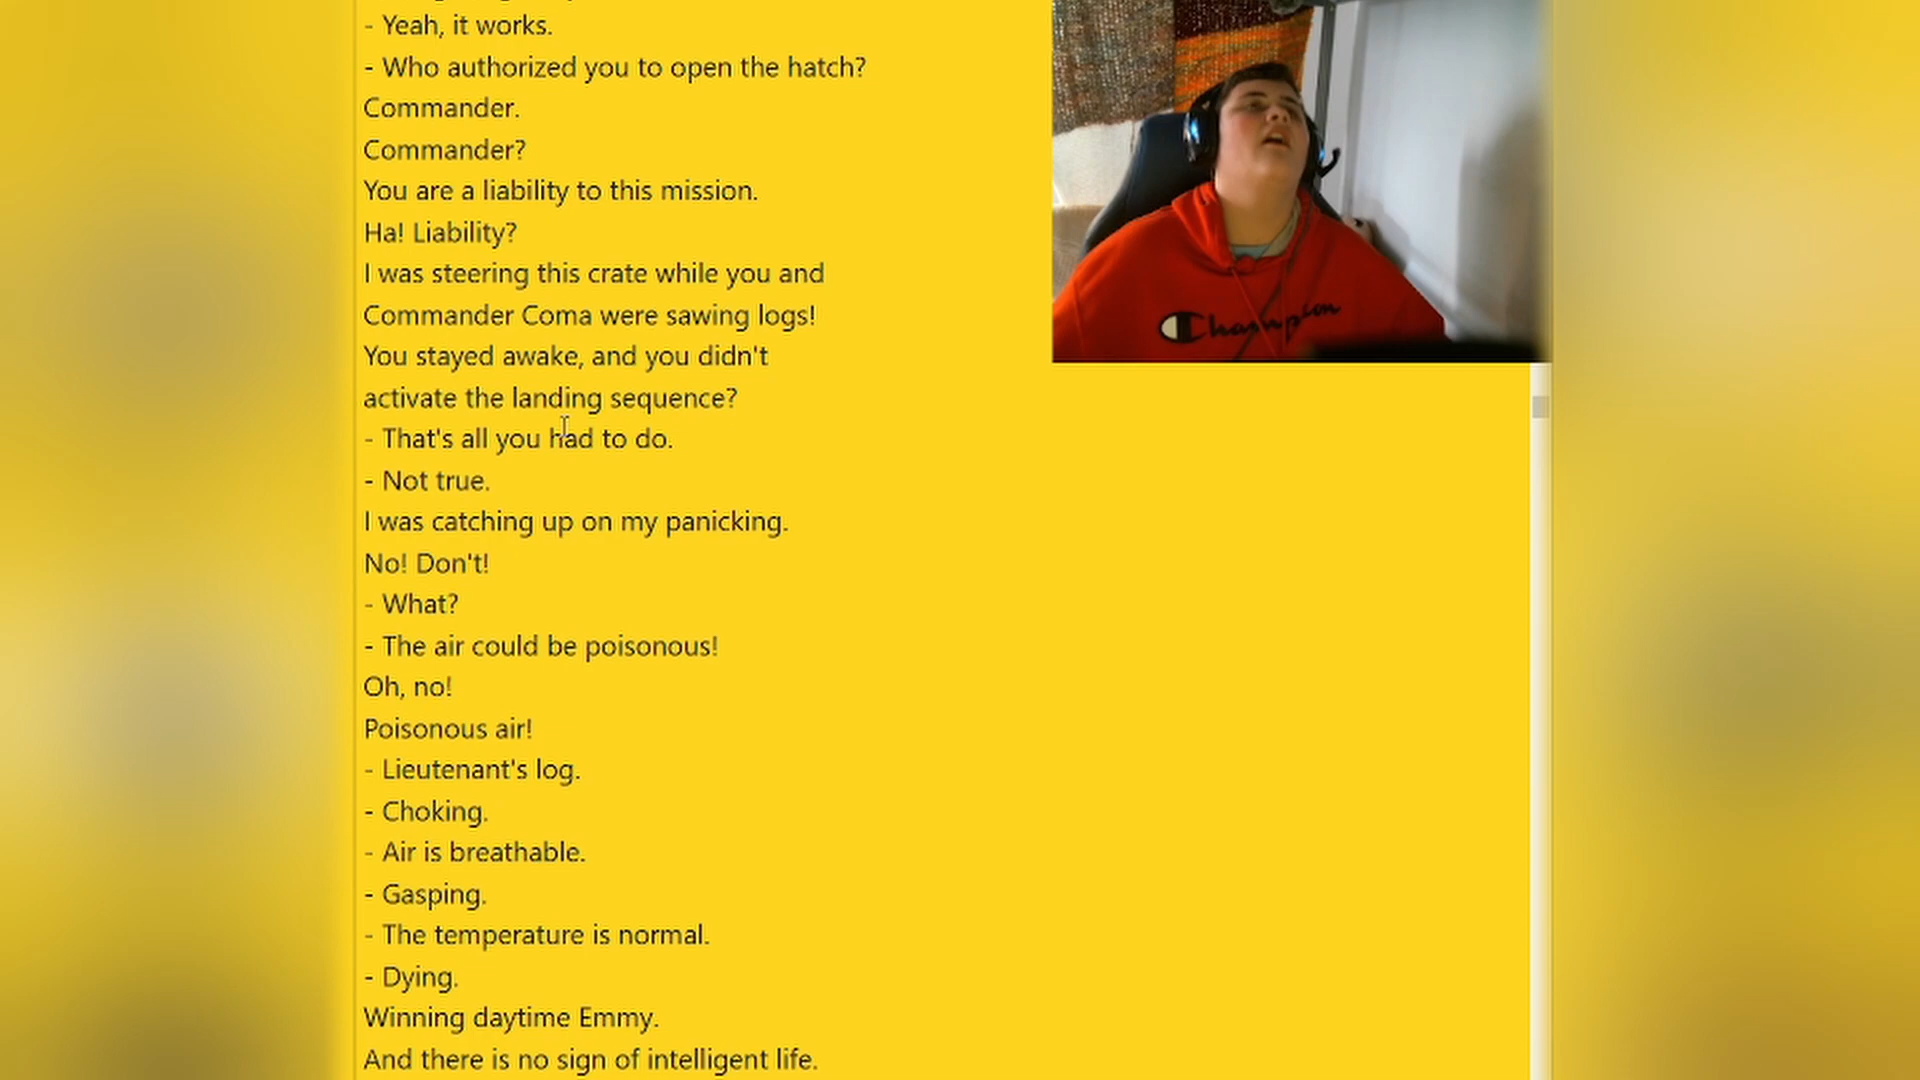 - Yeah, it works.
- Who authorized you to open the hatch?
Commander.
Commander?
You are a liability to this mission.
Ha! Liability?
I was steering this crate while you and
Commander Coma were sawing logs!
You stayed awake, and you didn't
activate the landing sequence?
- That's all you had to do.
- Not true.
I was catching up on my panicking.
No! Don't!
- What?
- The air could be poisonous!
Oh, no!
Poisonous air!
- Lieutenant's log.
- Choking.
- Air is breathable.
- Gasping.
- The temperature is normal.
- Dying.
Winning daytime Emmy.
And there is no sign of intelligent life.
Champion